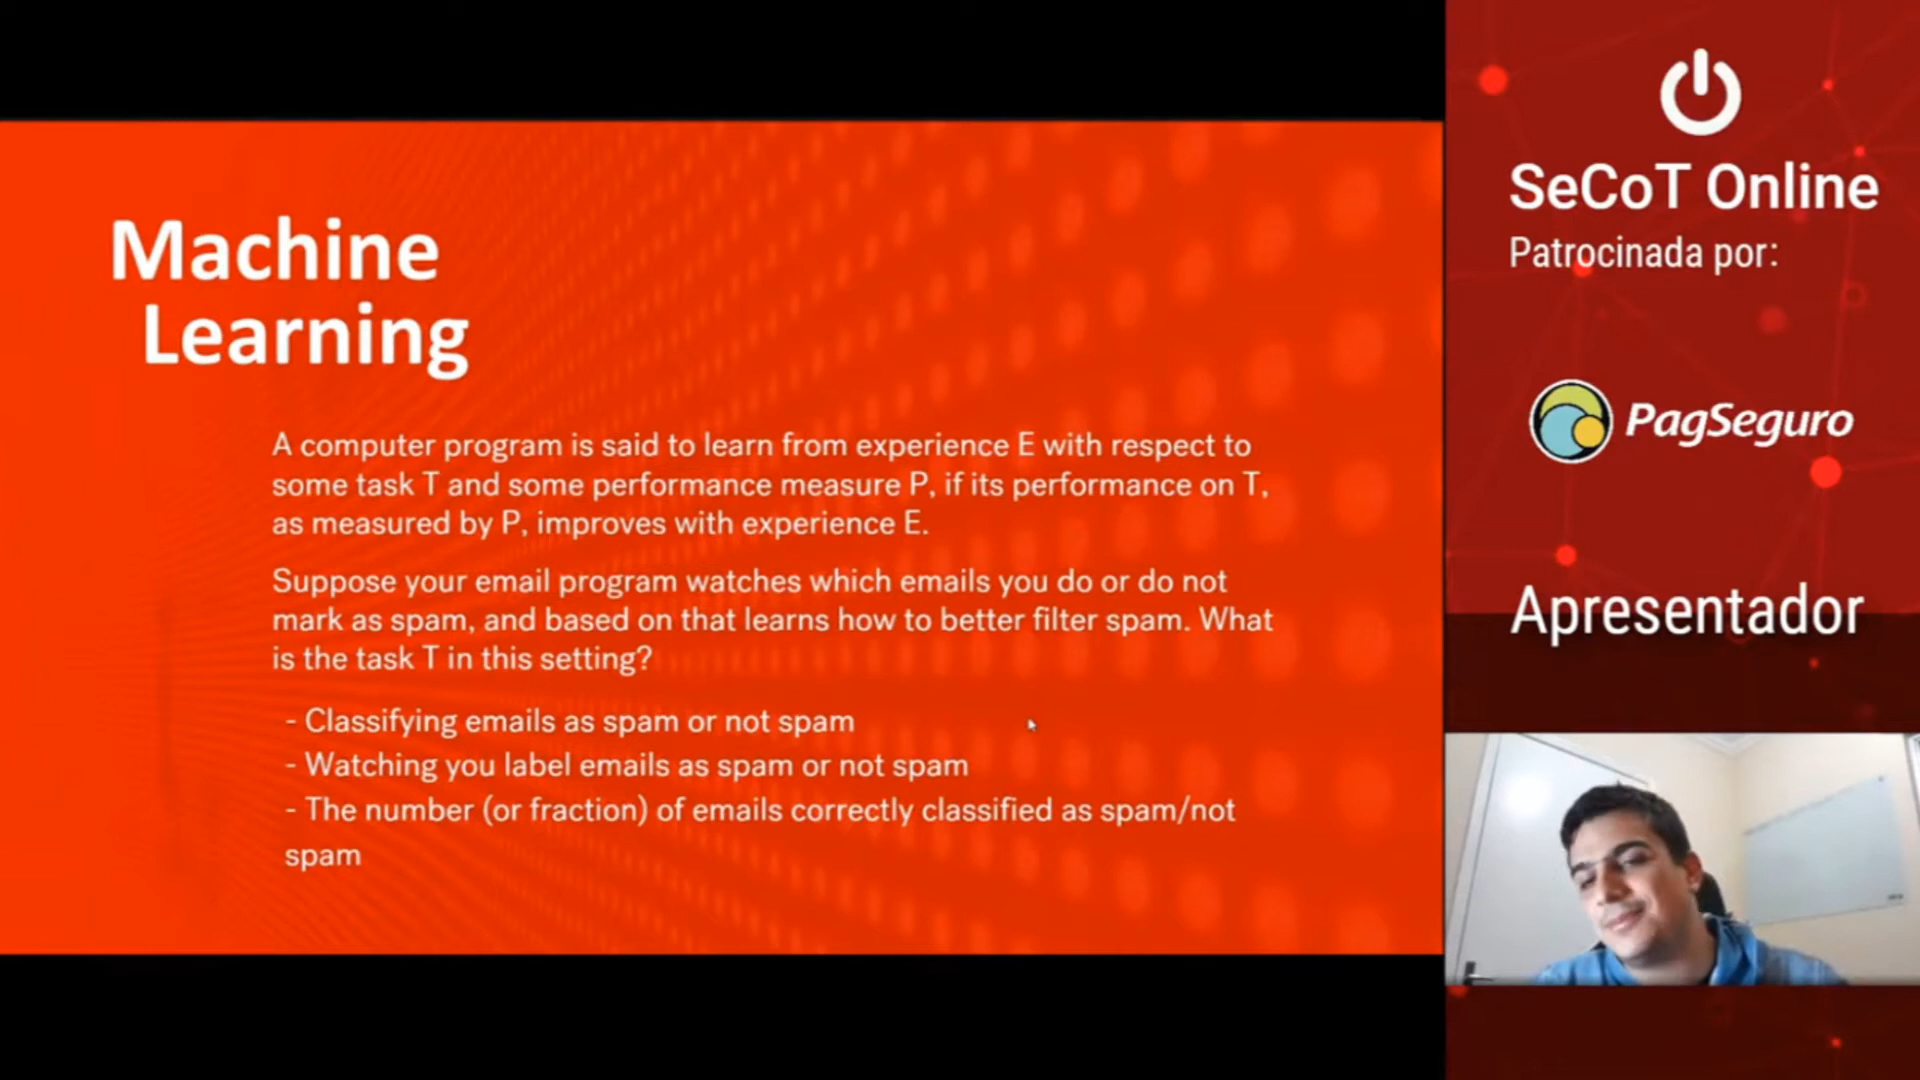 Machine
Learning
A computer program is said to learn from experience E with respect to
some task T and some performance measure P, if its performance on T,
as measured by P, improves with experience E.
Suppose your email program watches which emails you do or do not
mark as spam, and based on that learns how to better filter spam. What
is the task T in this setting?
- Classifying emails as spam or not spam
- Watching you label emails as spam or not spam
- The number (or fraction) of emails correctly classified as spam/not
spam
SeCoT Online
Patrocinada por:
PagSeguro
Apresentador